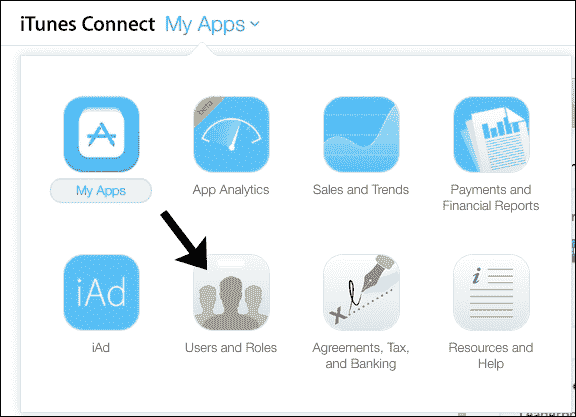 iTunes Connect My Apps
beta
My Apps
App Analytics
Sales and Trends
Payments and
Financial Reports
iAd
iAd
Users and Roles
Agreements, Tax,
and Banking
Resources and
Help